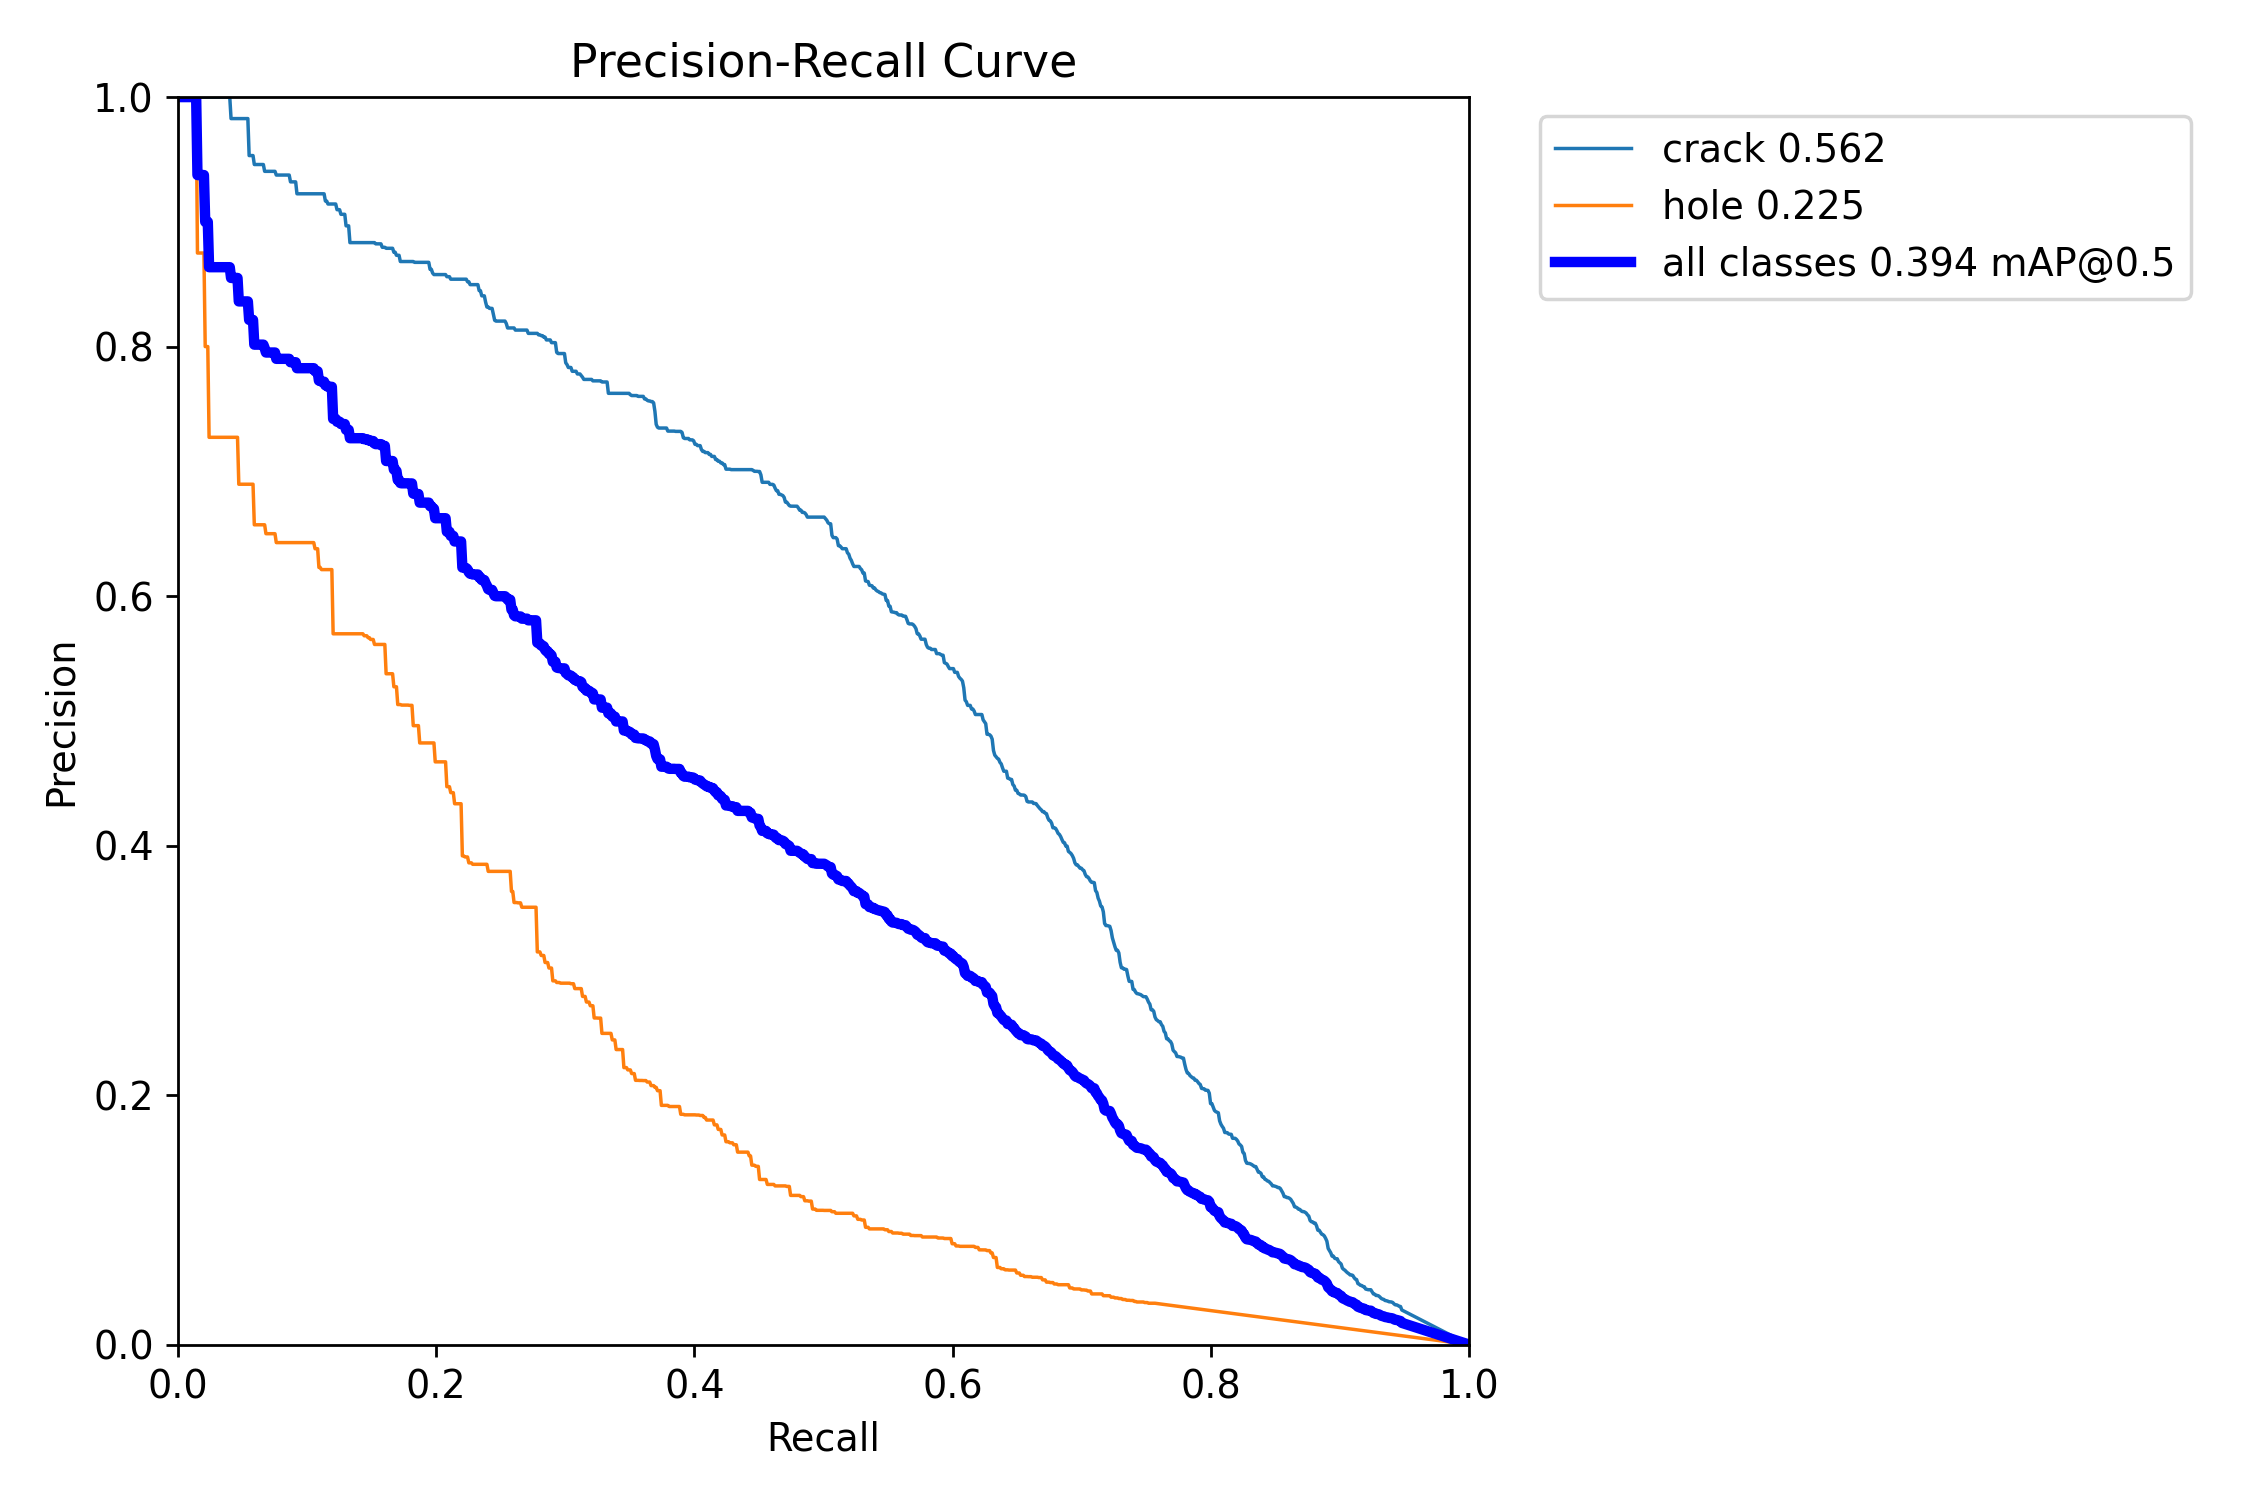 Precision-Recall Curve
crack 0.562
hole 0.225
all classes 0.394 mAP@0.5
Precision
1.0
0.8
0.6
0.4
0.2
0.0
0.0 0.2 0.4 0.6 0.8 1.0
Recall